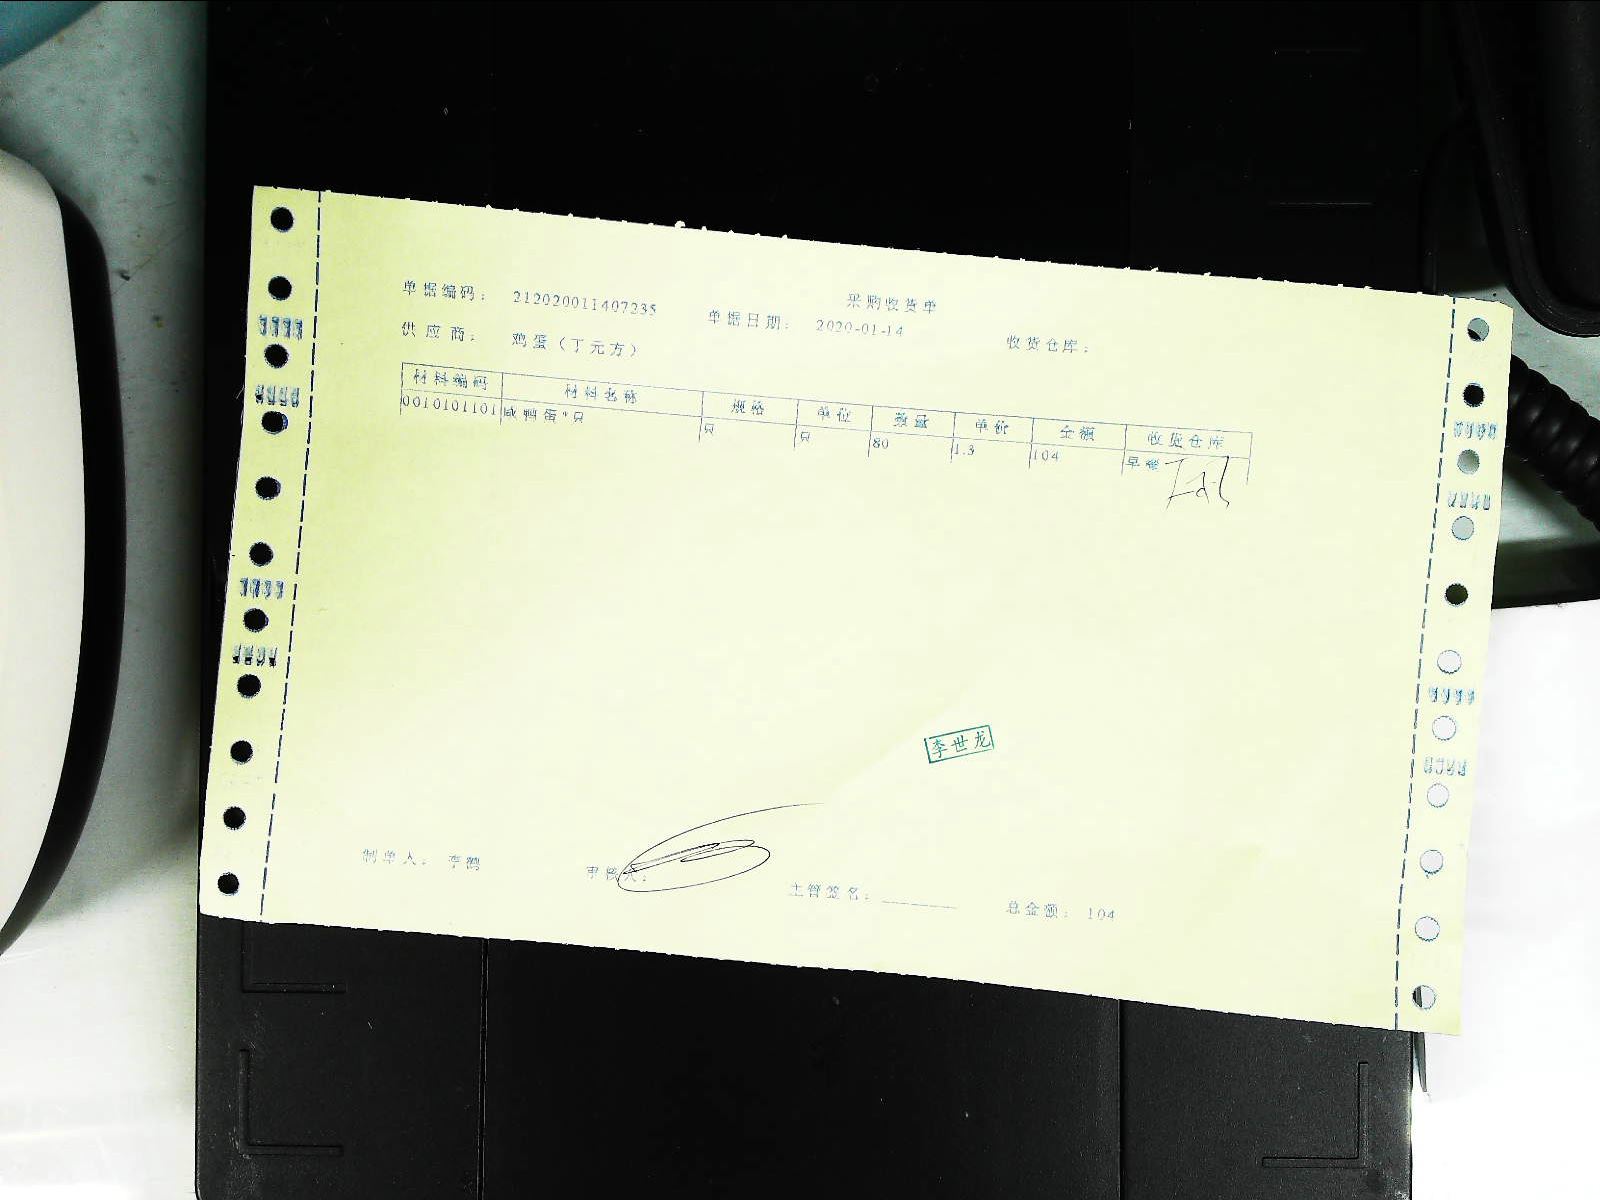 采购收货单
单据编码： 212020011407235 单据日期： 2020-01-14 收货仓库：
供应商： 鸡蛋（丁元方）
材料编码 材料名称 规格 单位 数量 单价 金额 收货仓库
0010101101 咸鸭蛋*只 只 只 80 1.3 104 早餐
李世龙
制单人： 李鹤 审核人： 主管签名： 总金额： 104